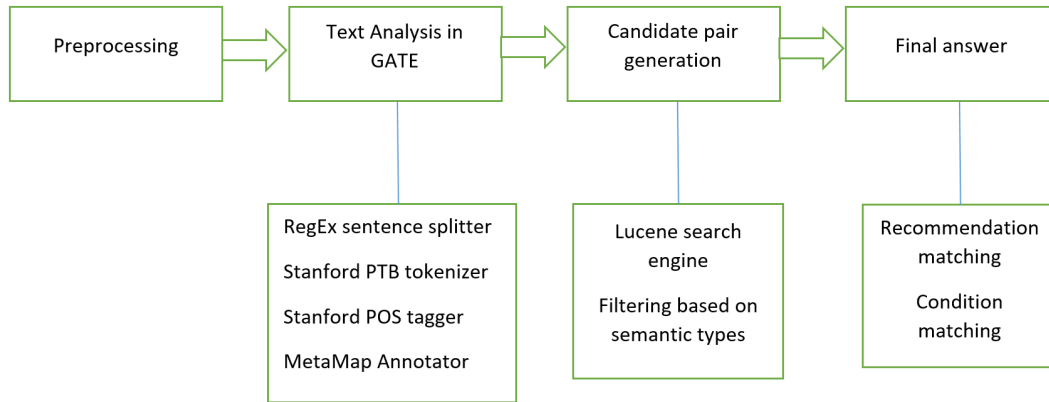 Preprocessing
Text Analysis in
GATE
Candidate pair
generation
Final answer
RegEx sentence splitter
Stanford PTB tokenizer
Stanford POS tagger
MetaMap Annotator
Lucene search
engine
Filtering based on
semantic types
Recommendation
matching
Condition
matching